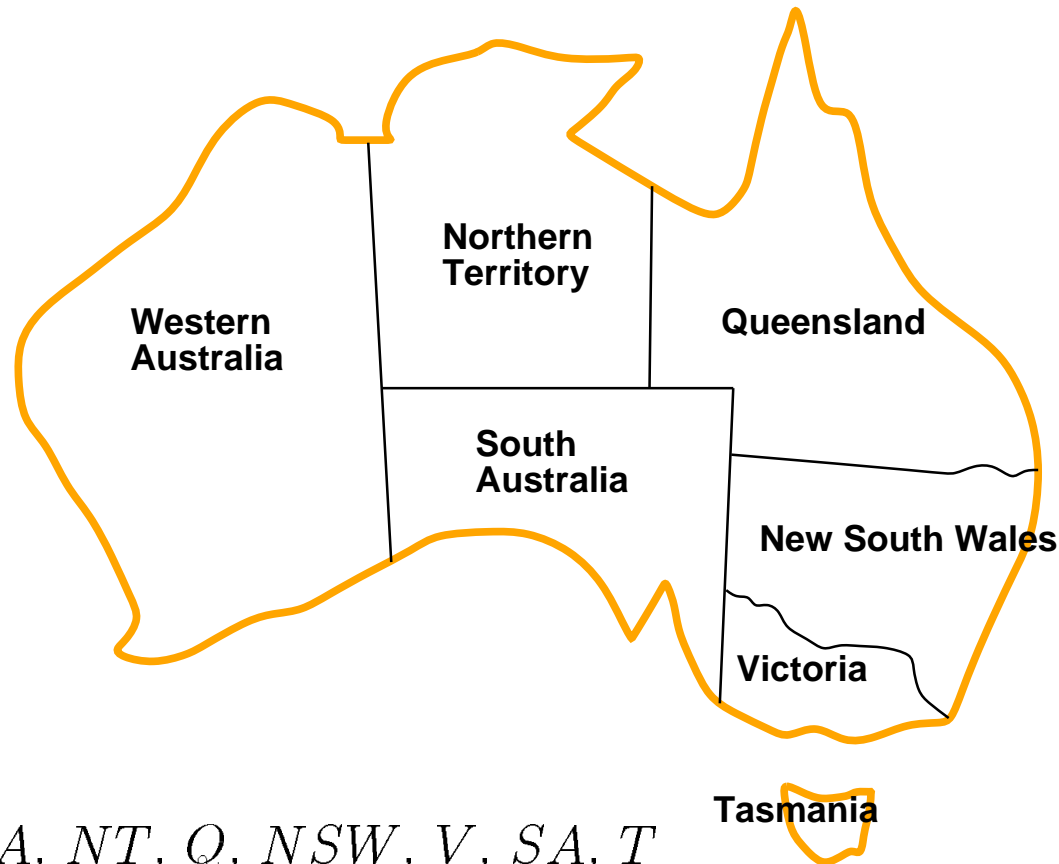 Northern
Territory
Western
Australia
Queensland
South
Australia
New South Wales
Victoria
Tasmania
A, NT, Q, NSW, V, SA, T